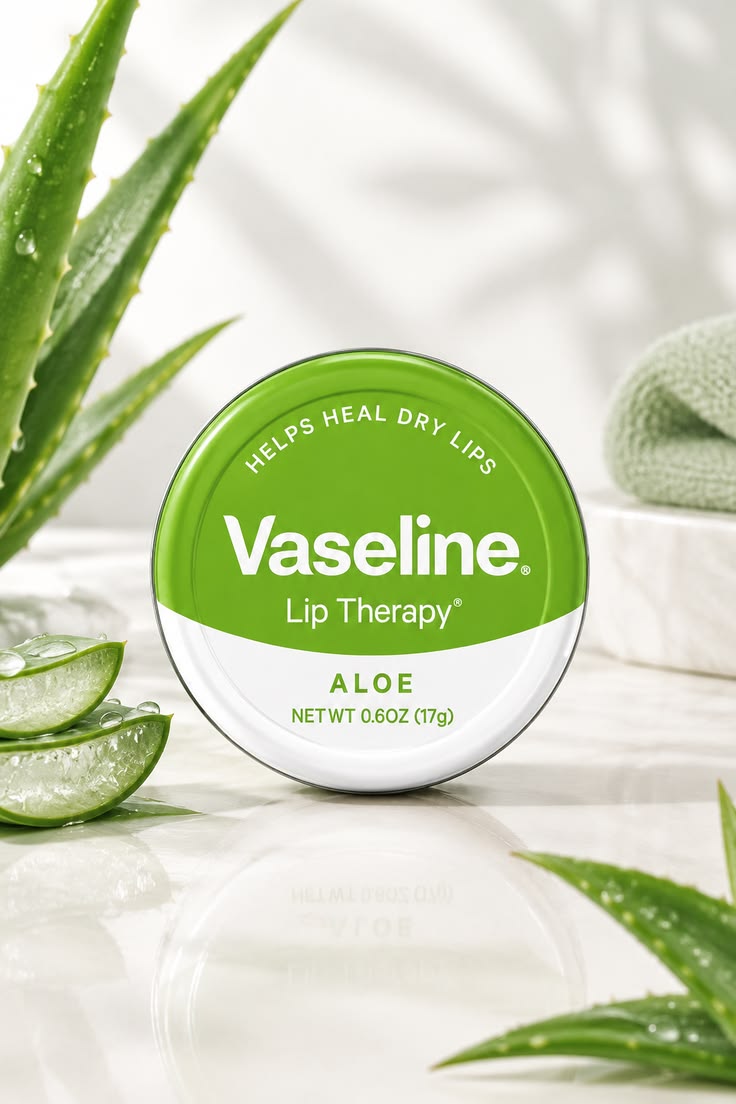 HELPS HEAL DRY LIPS
Vaseline®
Lip Therapy®
ALOE
NET WT 0.6OZ (17g)